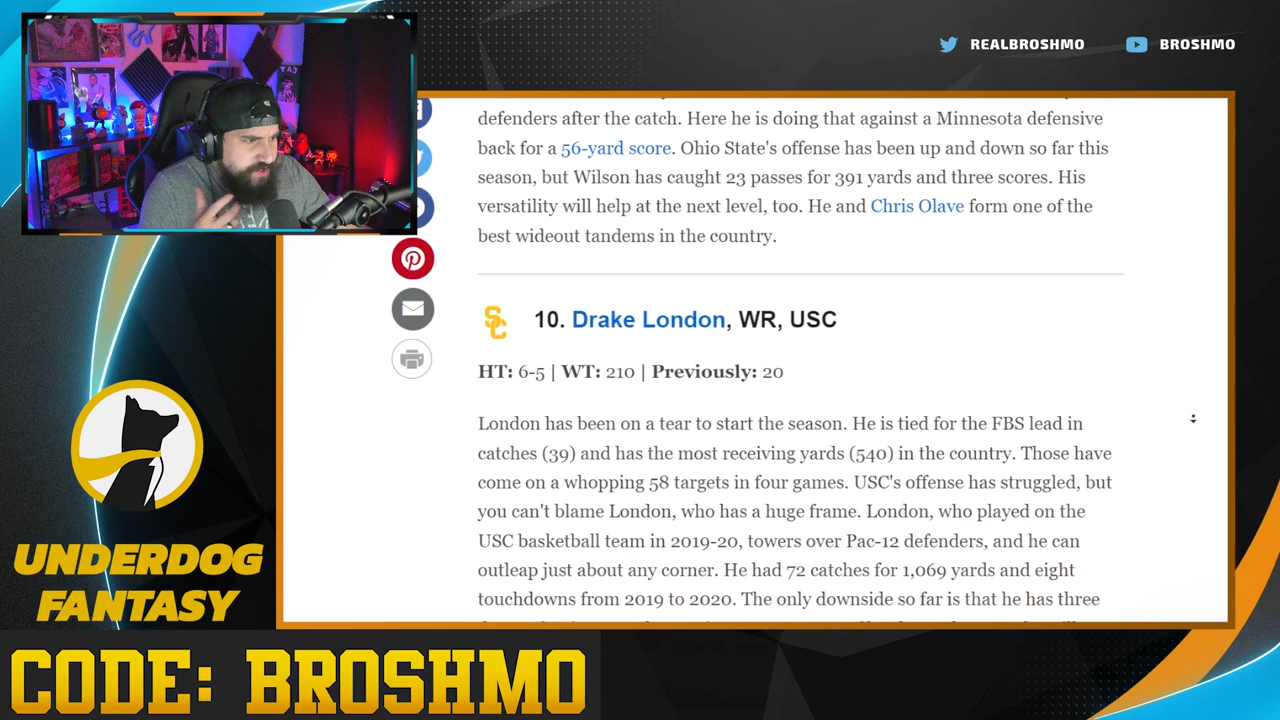 REALBROSHMO
BROSHMO
defenders after the catch. Here he is doing that against a Minnesota defensive
back for a 56-yard score. Ohio State's offense has been up and down so far this
season, but Wilson has caught 23 passes for 391 yards and three scores. His
versatility will help at the next level, too. He and Chris Olave form one of the
best wideout tandems in the country.
SC
10. Drake London, WR, USC
HT: 6-5 | WT: 210 | Previously: 20
London has been on a tear to start the season. He is tied for the FBS lead in
catches (39) and has the most receiving yards (540) in the country. Those have
come on a whopping 58 targets in four games. USC's offense has struggled, but
you can't blame London, who has a huge frame. London, who played on the
USC basketball team in 2019-20, towers over Pac-12 defenders, and he can
outleap just about any corner. He had 72 catches for 1,069 yards and eight
touchdowns from 2019 to 2020. The only downside so far is that he has three
UNDERDOG
FANTASY
CODE: BROSHMO